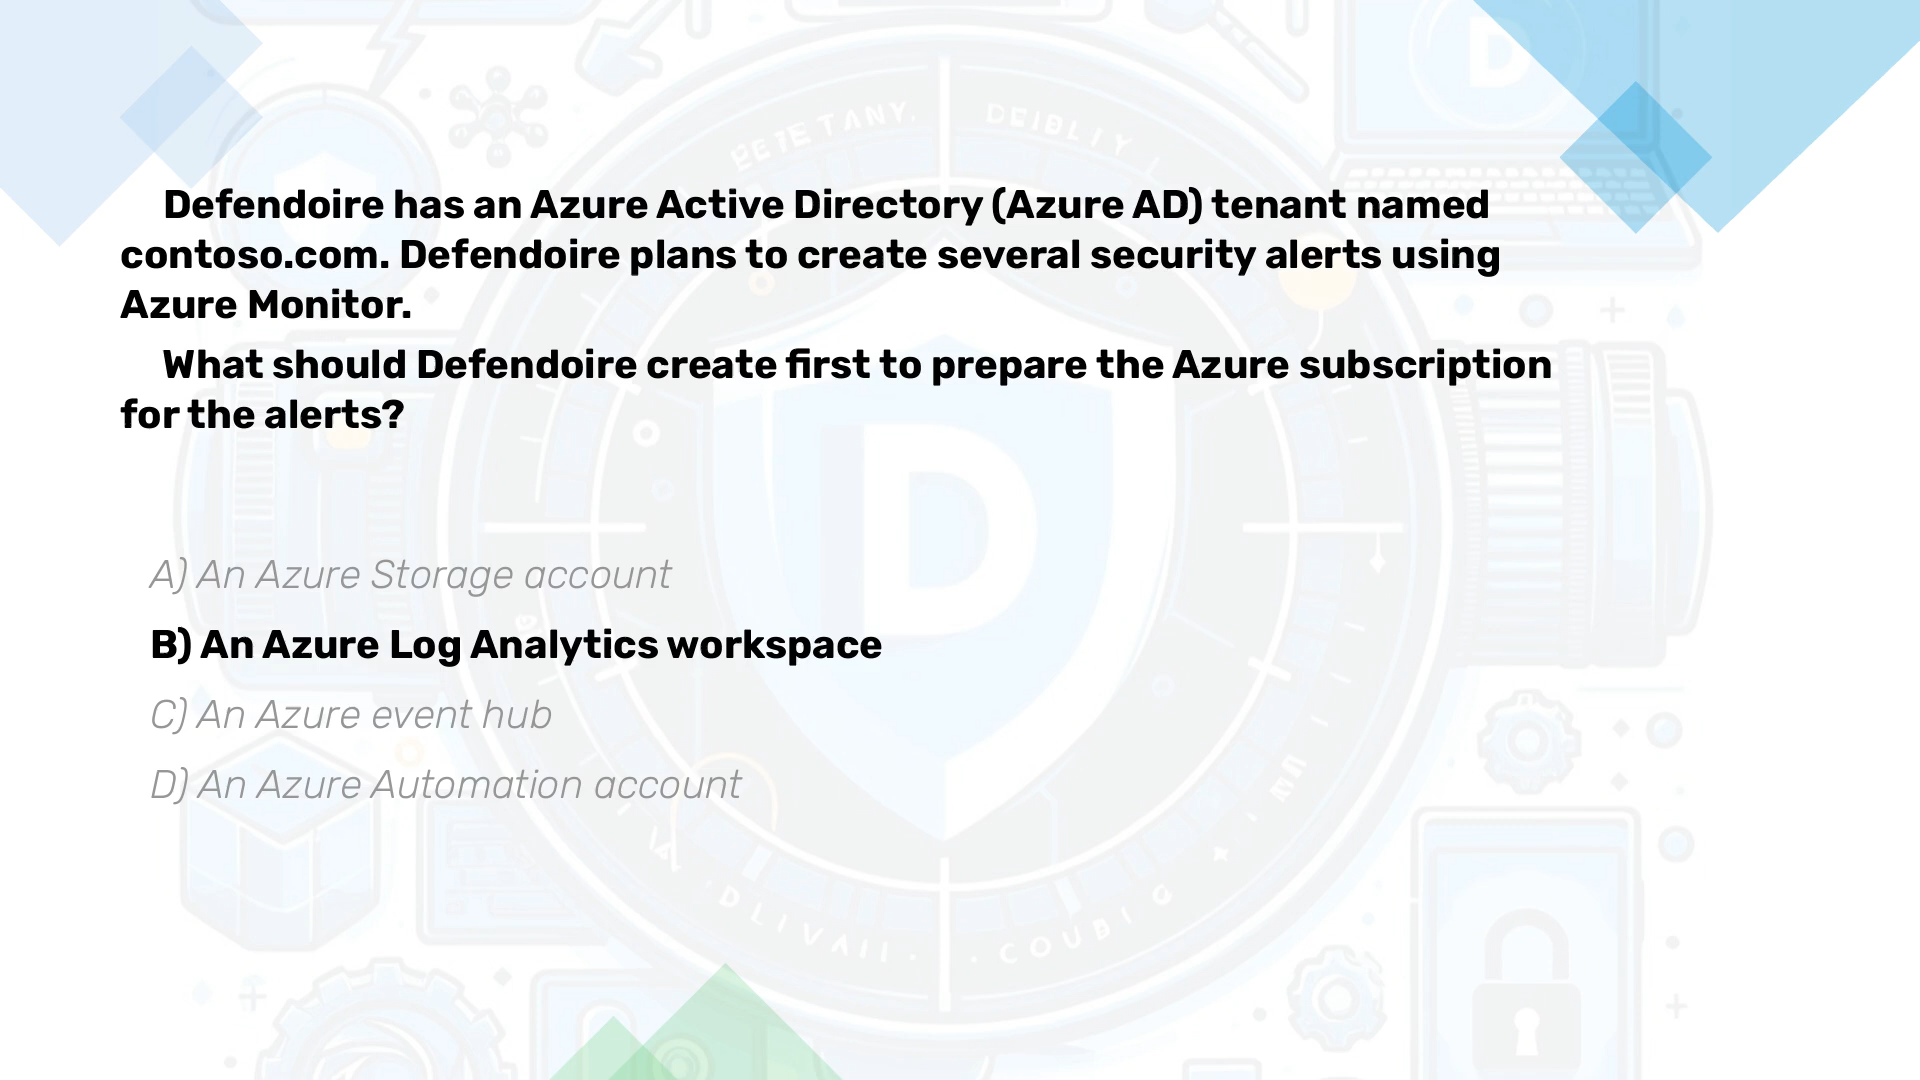 Defendoire has an Azure Active Directory (Azure AD) tenant named
contoso.com. Defendoire plans to create several security alerts using
Azure Monitor.
What should Defendoire create first to prepare the Azure subscription
for the alerts?
A) An Azure Storage account
B) An Azure Log Analytics workspace
C) An Azure event hub
D) An Azure Automation account
D
D